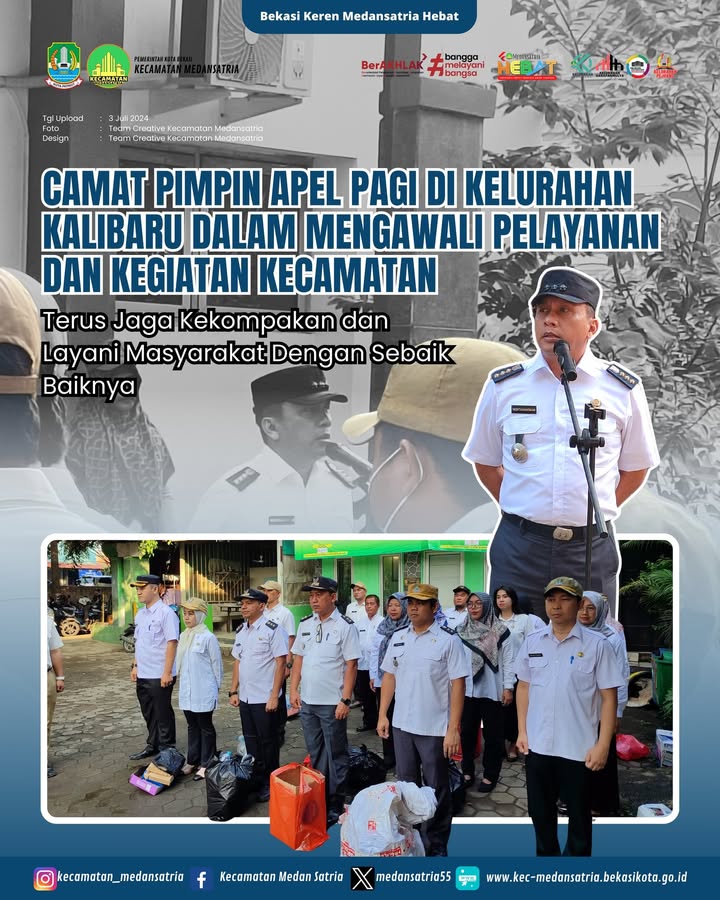 Bekasi Keren Medansatria Hebat
PEMERINTAH KOTA BEKASI
KECAMATAN MEDANSATRIA
KECAMATAN
BerAKHLAK
#bangga melayani bangsa
HEBAT
Tgl Upload : 3 Juli 2024
Foto : Team Creative Kecamatan Medansatria
Design : Team Creative Kecamatan Medansatria
CAMAT PIMPIN APEL PAGI DI KELURAHAN
KALIBARU DALAM MENGAWALI PELAYANAN
DAN KEGIATAN KECAMATAN
Terus Jaga Kekompakan dan
Layani Masyarakat Dengan Sebaik
Baiknya
kecamatan_medansatria
Kecamatan Medan Satria
medansatria55
www.kec-medansatria.bekasikota.go.id